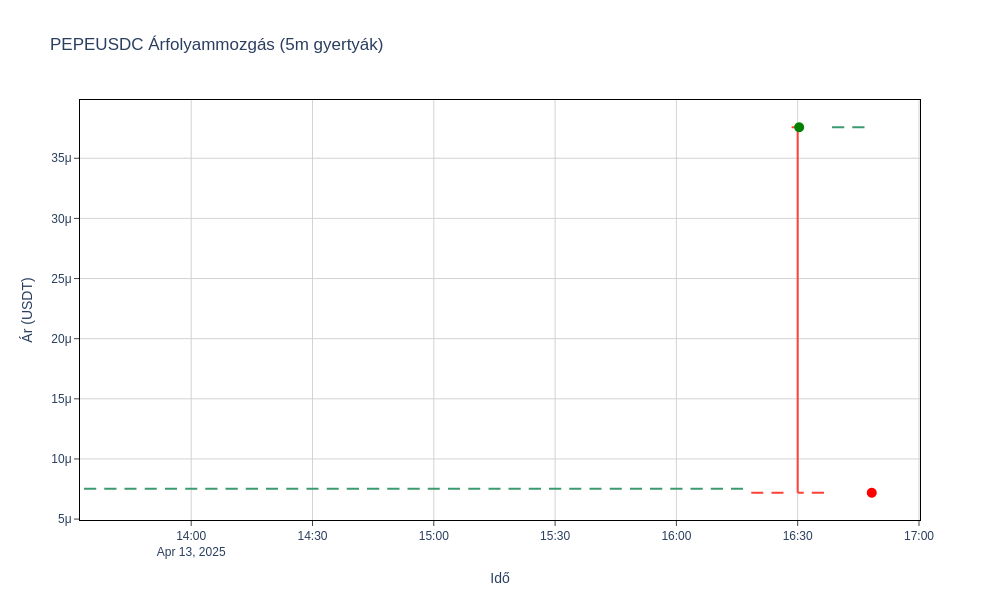 PEPEUSDC Árfolyammozgás (5m gyertyák)
35μ
30μ
25μ
20μ
15μ
10μ
5μ
Ár (USDT)
14:00
14:30
15:00
15:30
16:00
16:30
17:00
Apr 13, 2025
Idő